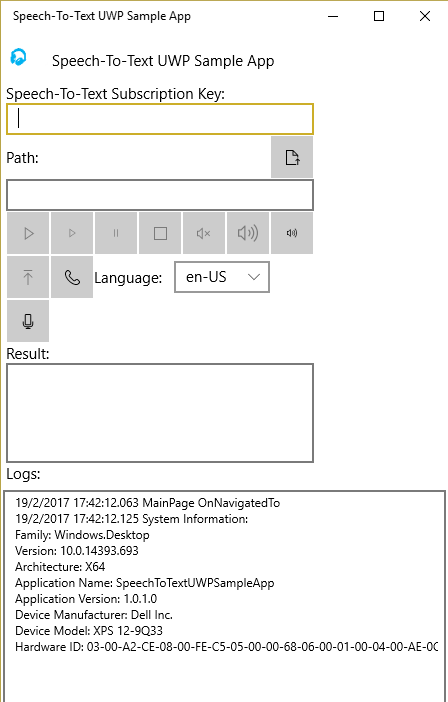 Speech-To-Text UWP Sample App
Speech-To-Text UWP Sample App
Speech-To-Text Subscription Key:
Path:
Language: en-US
Result:
Logs:
19/2/2017 17:42:12.063 MainPage OnNavigatedTo
19/2/2017 17:42:12.125 System Information:
Family: Windows.Desktop
Version: 10.0.14393.693
Architecture: X64
Application Name: SpeechToTextUWPSampleApp
Application Version: 1.0.1.0
Device Manufacturer: Dell Inc.
Device Model: XPS 12-9Q33
Hardware ID: 03-00-A2-CE-08-00-FE-C5-05-00-00-68-06-00-01-00-04-00-AE-0C